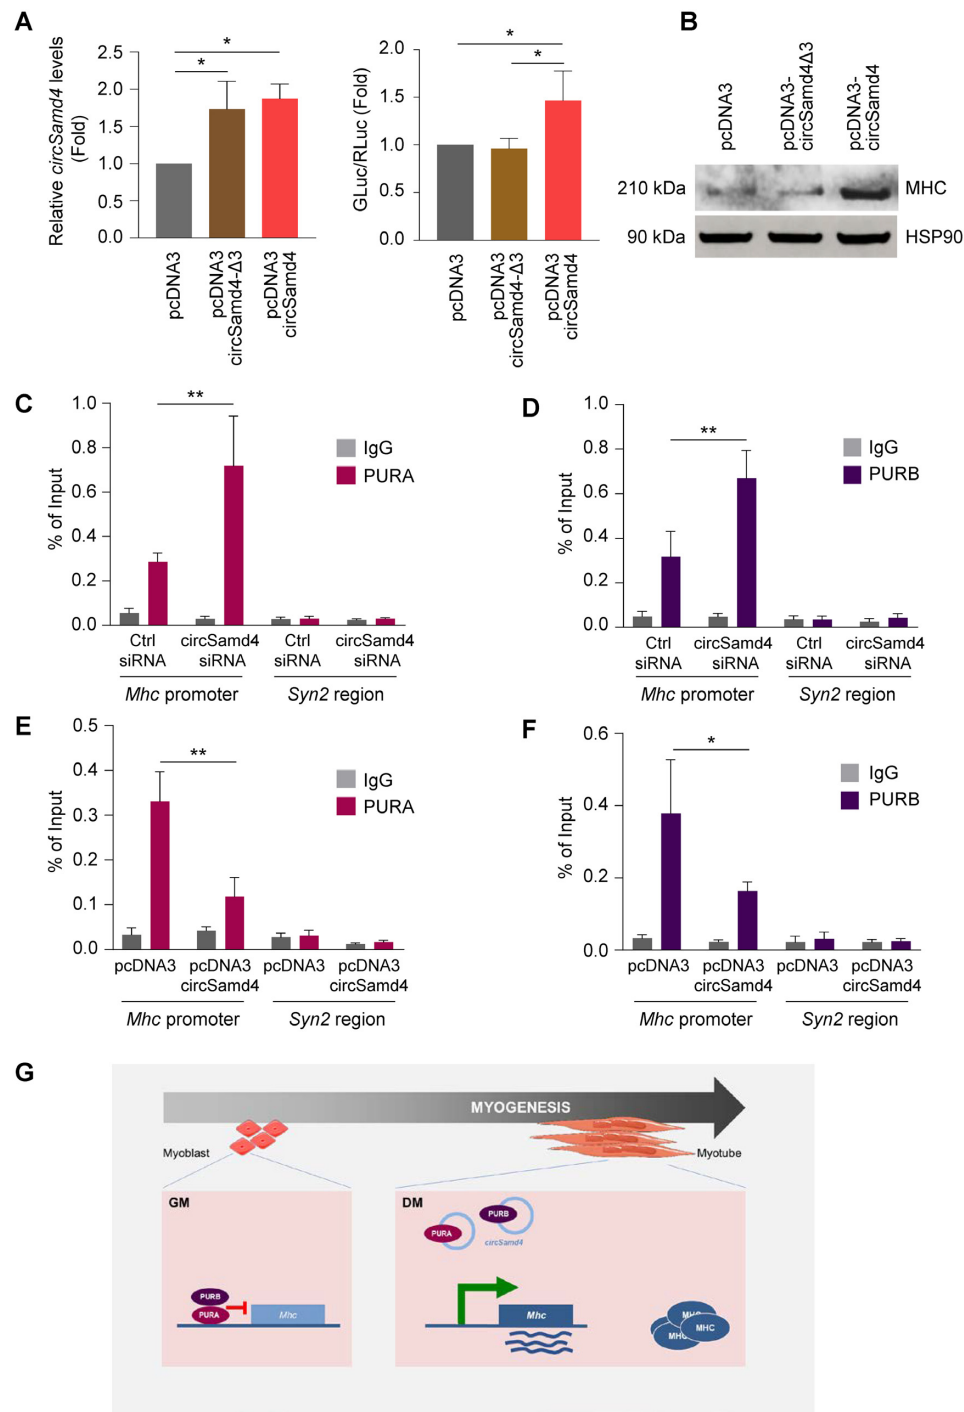 A
Relative circSamd4 levels
(Fold)
2.5
2.0
1.5
1.0
0.5
0.0
*
*
pcDNA3
pcDNA3
circSamd4-Δ3
pcDNA3
circSamd4
GLuc/RLuc (Fold)
2.0
1.5
1.0
0.5
0.0
*
*
pcDNA3
pcDNA3
circSamd4-Δ3
pcDNA3
circSamd4
B
pcDNA3
pcDNA3-
circSamd4Δ3
pcDNA3-
circSamd4
210 kDa
MHC
90 kDa
HSP90
C
% of Input
1.0
0.8
0.6
0.4
0.2
0.0
**
IgG
PURA
Ctrl
siRNA
circSamd4
siRNA
Ctrl
siRNA
circSamd4
siRNA
Mhc promoter
Syn2 region
D
% of Input
1.0
0.8
0.6
0.4
0.2
0.0
**
IgG
PURB
Ctrl
siRNA
circSamd4
siRNA
Ctrl
siRNA
circSamd4
siRNA
Mhc promoter
Syn2 region
E
% of Input
0.5
0.4
0.3
0.2
0.1
0.0
**
IgG
PURA
pcDNA3
pcDNA3
circSamd4
pcDNA3
pcDNA3
circSamd4
Mhc promoter
Syn2 region
F
% of Input
0.6
0.4
0.2
0.0
*
IgG
PURB
pcDNA3
pcDNA3
circSamd4
pcDNA3
pcDNA3
circSamd4
Mhc promoter
Syn2 region
G
MYOGENESIS
Myoblast
Myotube
GM
PURB
PURA
Mhc
DM
PURA
PURB
circSamd4
Mhc
MHC
MHC
MHC